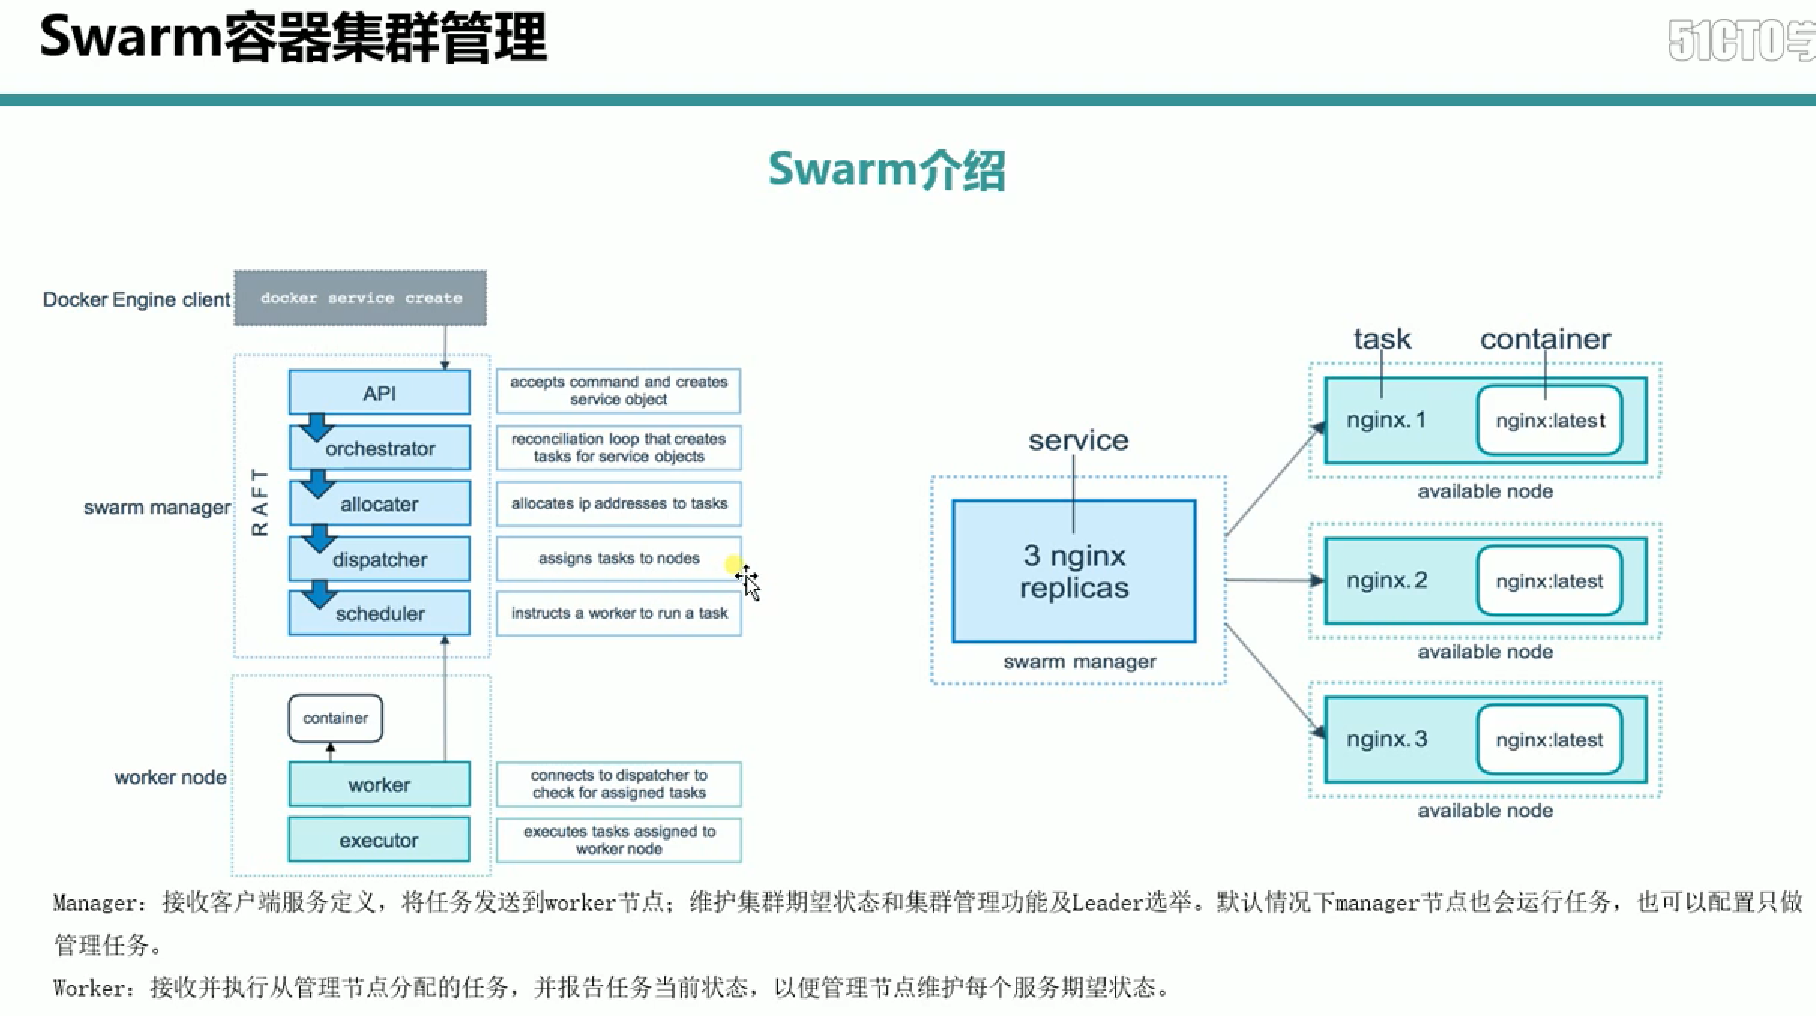 Swarm容器集群管理
51CTO学
Swarm介绍
Docker Engine client
docker service create
swarm manager
RAFT
API
accepts command and creates
service object
orchestrator
reconciliation loop that creates
tasks for service objects
allocater
allocates ip addresses to tasks
dispatcher
assigns tasks to nodes
scheduler
instructs a worker to run a task
worker node
container
worker
connects to dispatcher to
check for assigned tasks
executor
executes tasks assigned to
worker node
service
3 nginx
replicas
swarm manager
task
container
nginx.1
nginx:latest
available node
nginx.2
nginx:latest
available node
nginx.3
nginx:latest
available node
Manager：接收客户端服务定义，将任务发送到worker节点；维护集群期望状态和集群管理功能及Leader选举。默认情况下manager节点也会运行任务，也可以配置只做
管理任务。
Worker：接收并执行从管理节点分配的任务，并报告任务当前状态，以便管理节点维护每个服务期望状态。